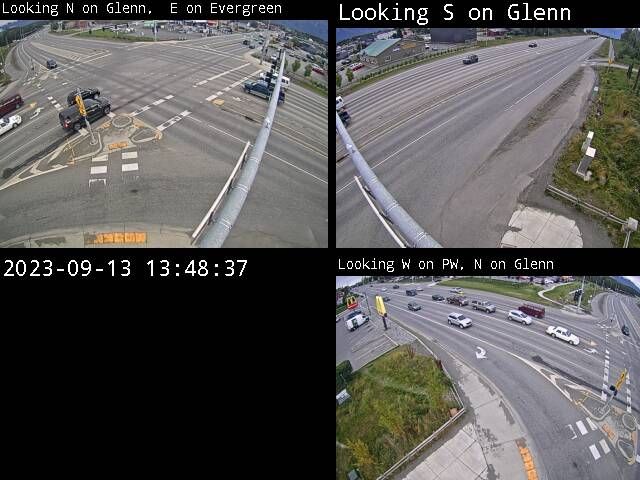 Looking N on Glenn, E on Evergreen
Looking S on Glenn
2023-09-13 13:48:37
Looking W on PW, N on Glenn